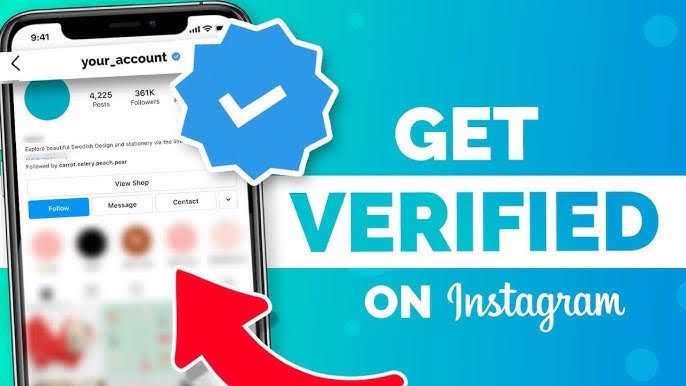 9:41
your_account
4,225
361K
Posts
Followers
F
Explore beautiful Swedish Design and stationery via the lin
Followed by carrot.celery.peach.pear
View Shop
Follow
Message
Contact
GET
VERIFIED
ON Instagram